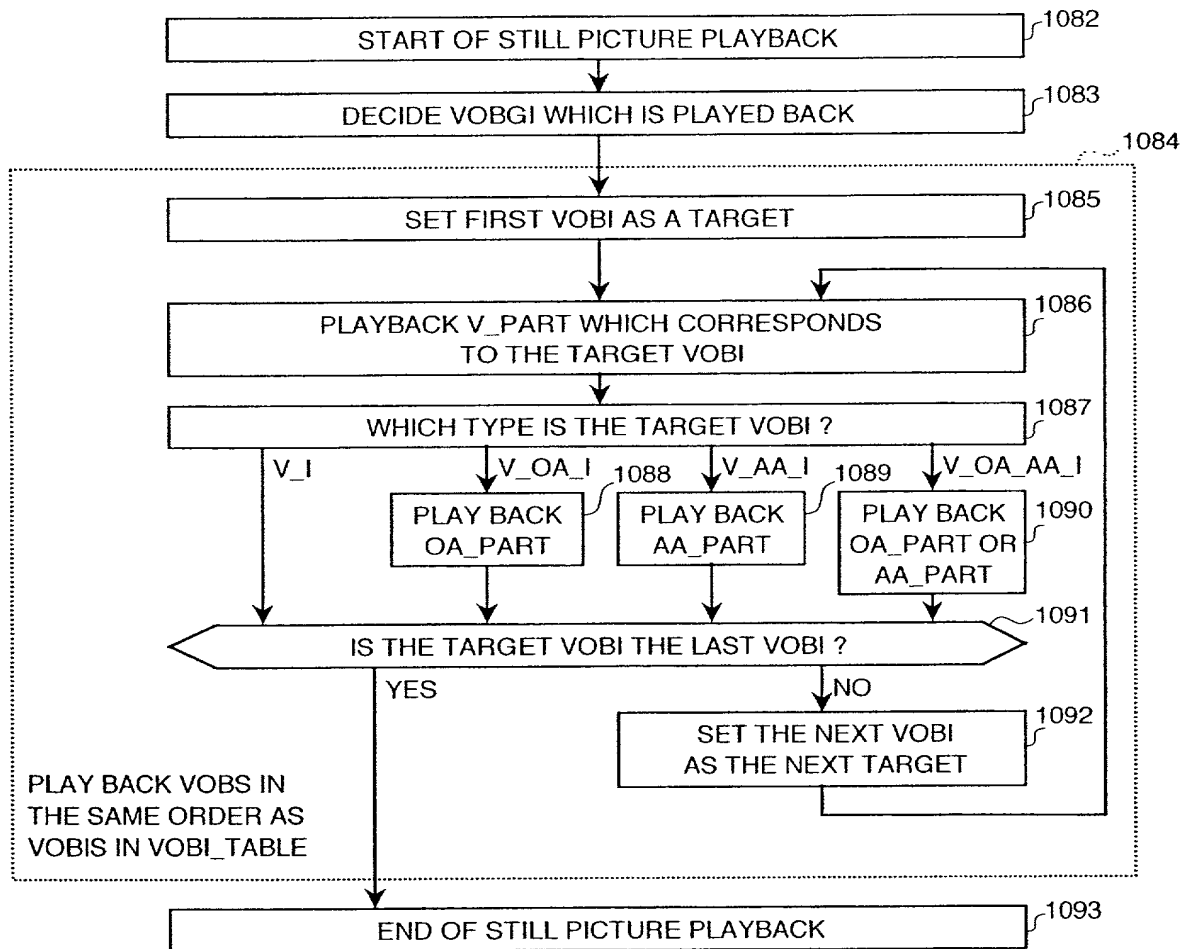 START OF STILL PICTURE PLAYBACK
1082
DECIDE VOBGI WHICH IS PLAYED BACK
1083
1084
SET FIRST VOBI AS A TARGET
1085
PLAYBACK V_PART WHICH CORRESPONDS
TO THE TARGET VOBI
1086
WHICH TYPE IS THE TARGET VOBI ?
1087
V_I
V_OA_I
1088
V_AA_I
1089
V_OA_AA_I
1090
PLAY BACK
OA_PART
PLAY BACK
AA_PART
PLAY BACK
OA_PART OR
AA_PART
IS THE TARGET VOBI THE LAST VOBI ?
1091
YES
NO
SET THE NEXT VOBI
AS THE NEXT TARGET
1092
PLAY BACK VOBS IN
THE SAME ORDER AS
VOBIS IN VOBI_TABLE
END OF STILL PICTURE PLAYBACK
1093